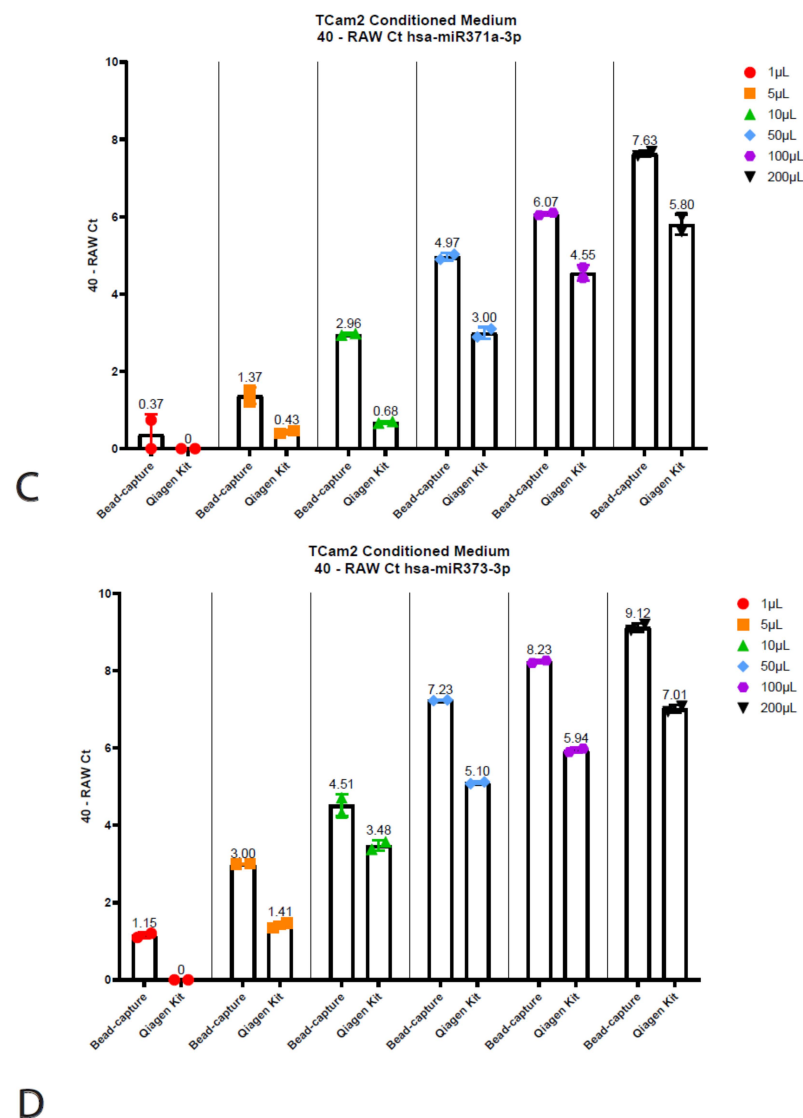 TCam2 Conditioned Medium
40 - RAW Ct hsa-miR371a-3p
40 - RAW Ct
10
8
6
4
2
0
0.37
0
1.37
0.43
2.96
0.68
4.97
3.00
6.07
4.55
7.63
5.80
1μL
5μL
10μL
50μL
100μL
200μL
Bead-capture
Qiagen Kit
Bead-capture
Qiagen Kit
Bead-capture
Qiagen Kit
Bead-capture
Qiagen Kit
Bead-capture
Qiagen Kit
Bead-capture
Qiagen Kit
C
TCam2 Conditioned Medium
40 - RAW Ct hsa-miR373-3p
40 - RAW Ct
10
8
6
4
2
0
1.15
0
3.00
1.41
4.51
3.48
7.23
5.10
8.23
5.94
9.12
7.01
1μL
5μL
10μL
50μL
100μL
200μL
Bead-capture
Qiagen Kit
Bead-capture
Qiagen Kit
Bead-capture
Qiagen Kit
Bead-capture
Qiagen Kit
Bead-capture
Qiagen Kit
Bead-capture
Qiagen Kit
D